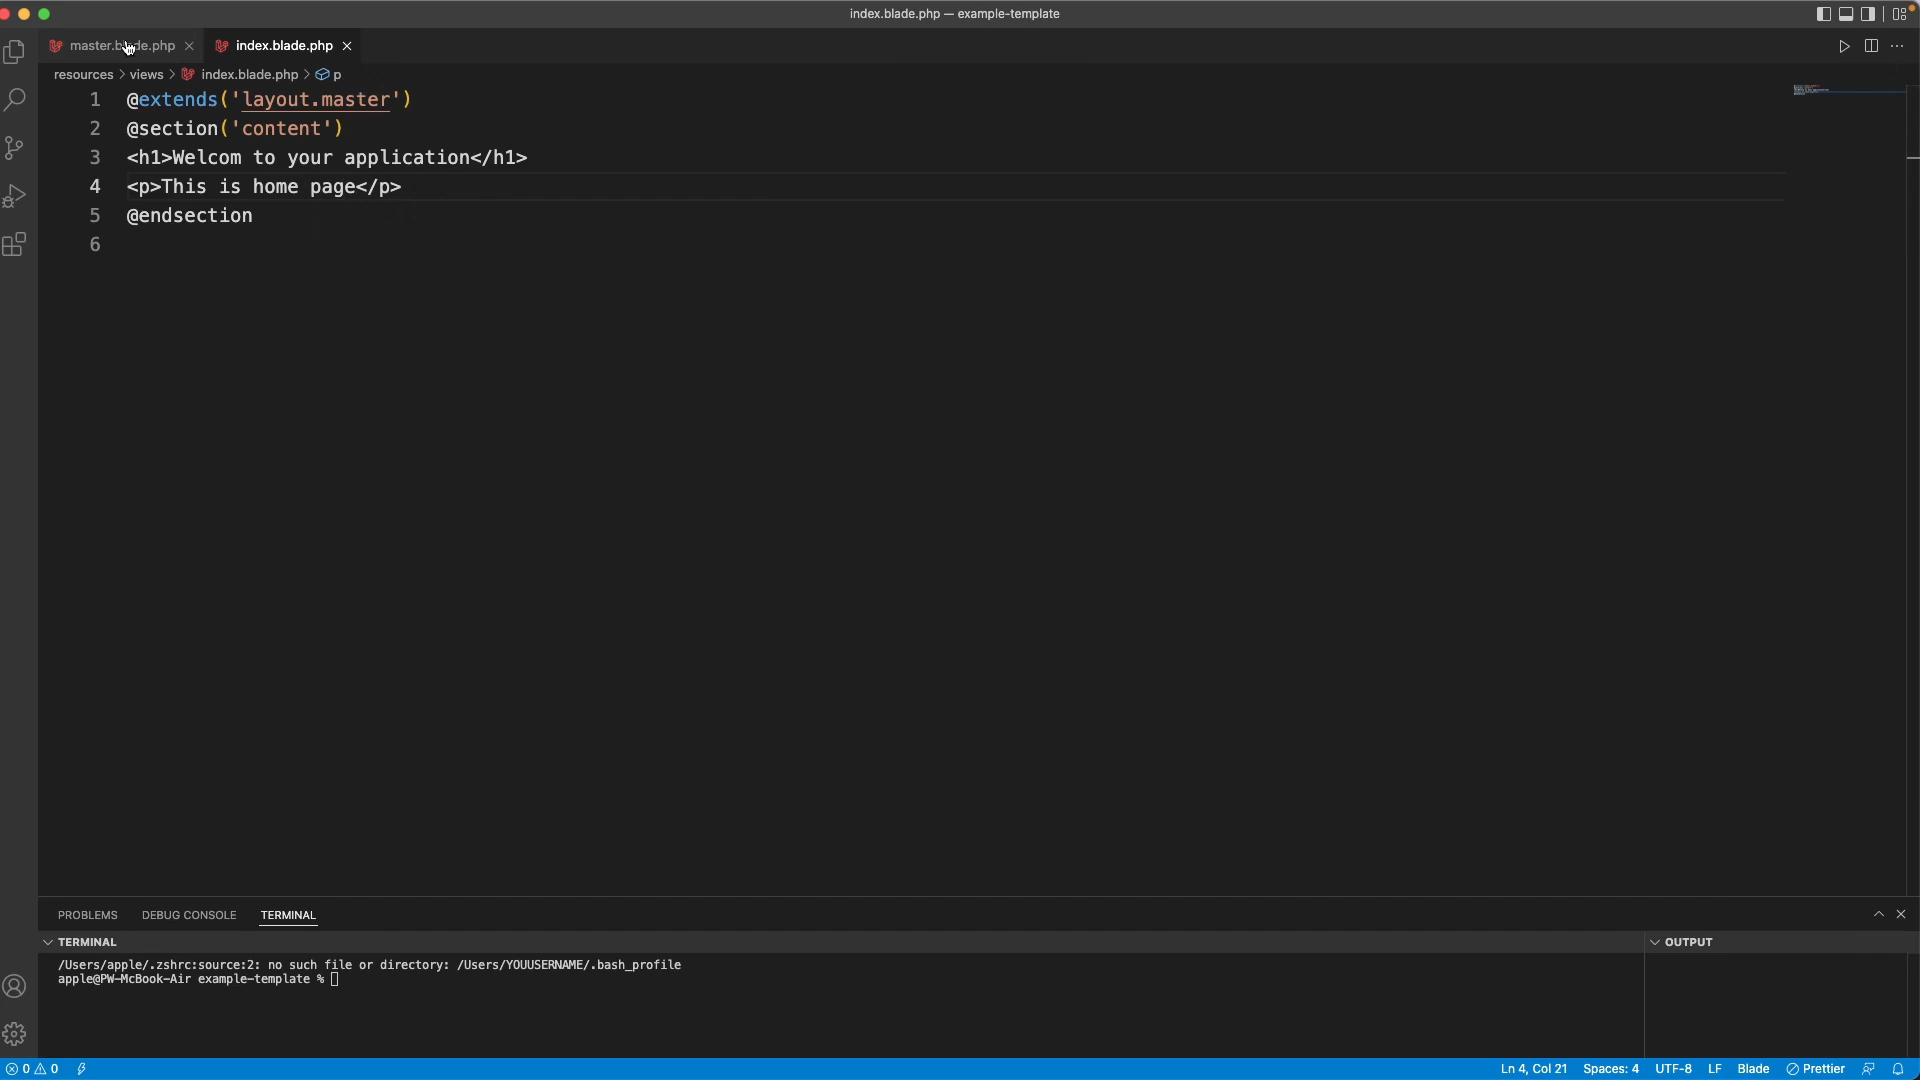 index.blade.php — example-template
master.blade.php index.blade.php
resources > views > index.blade.php > p
1 @extends('layout.master')
2 @section('content')
3 <h1>Welcom to your application</h1>
4 <p>This is home page</p>
5 @endsection
6
PROBLEMS DEBUG CONSOLE TERMINAL
TERMINAL OUTPUT
/Users/apple/.zshrc:source:2: no such file or directory: /Users/YOUUSERNAME/.bash_profile
apple@PW-McBook-Air example-template %
0 0 Ln 4, Col 21 Spaces: 4 UTF-8 LF Blade Prettier